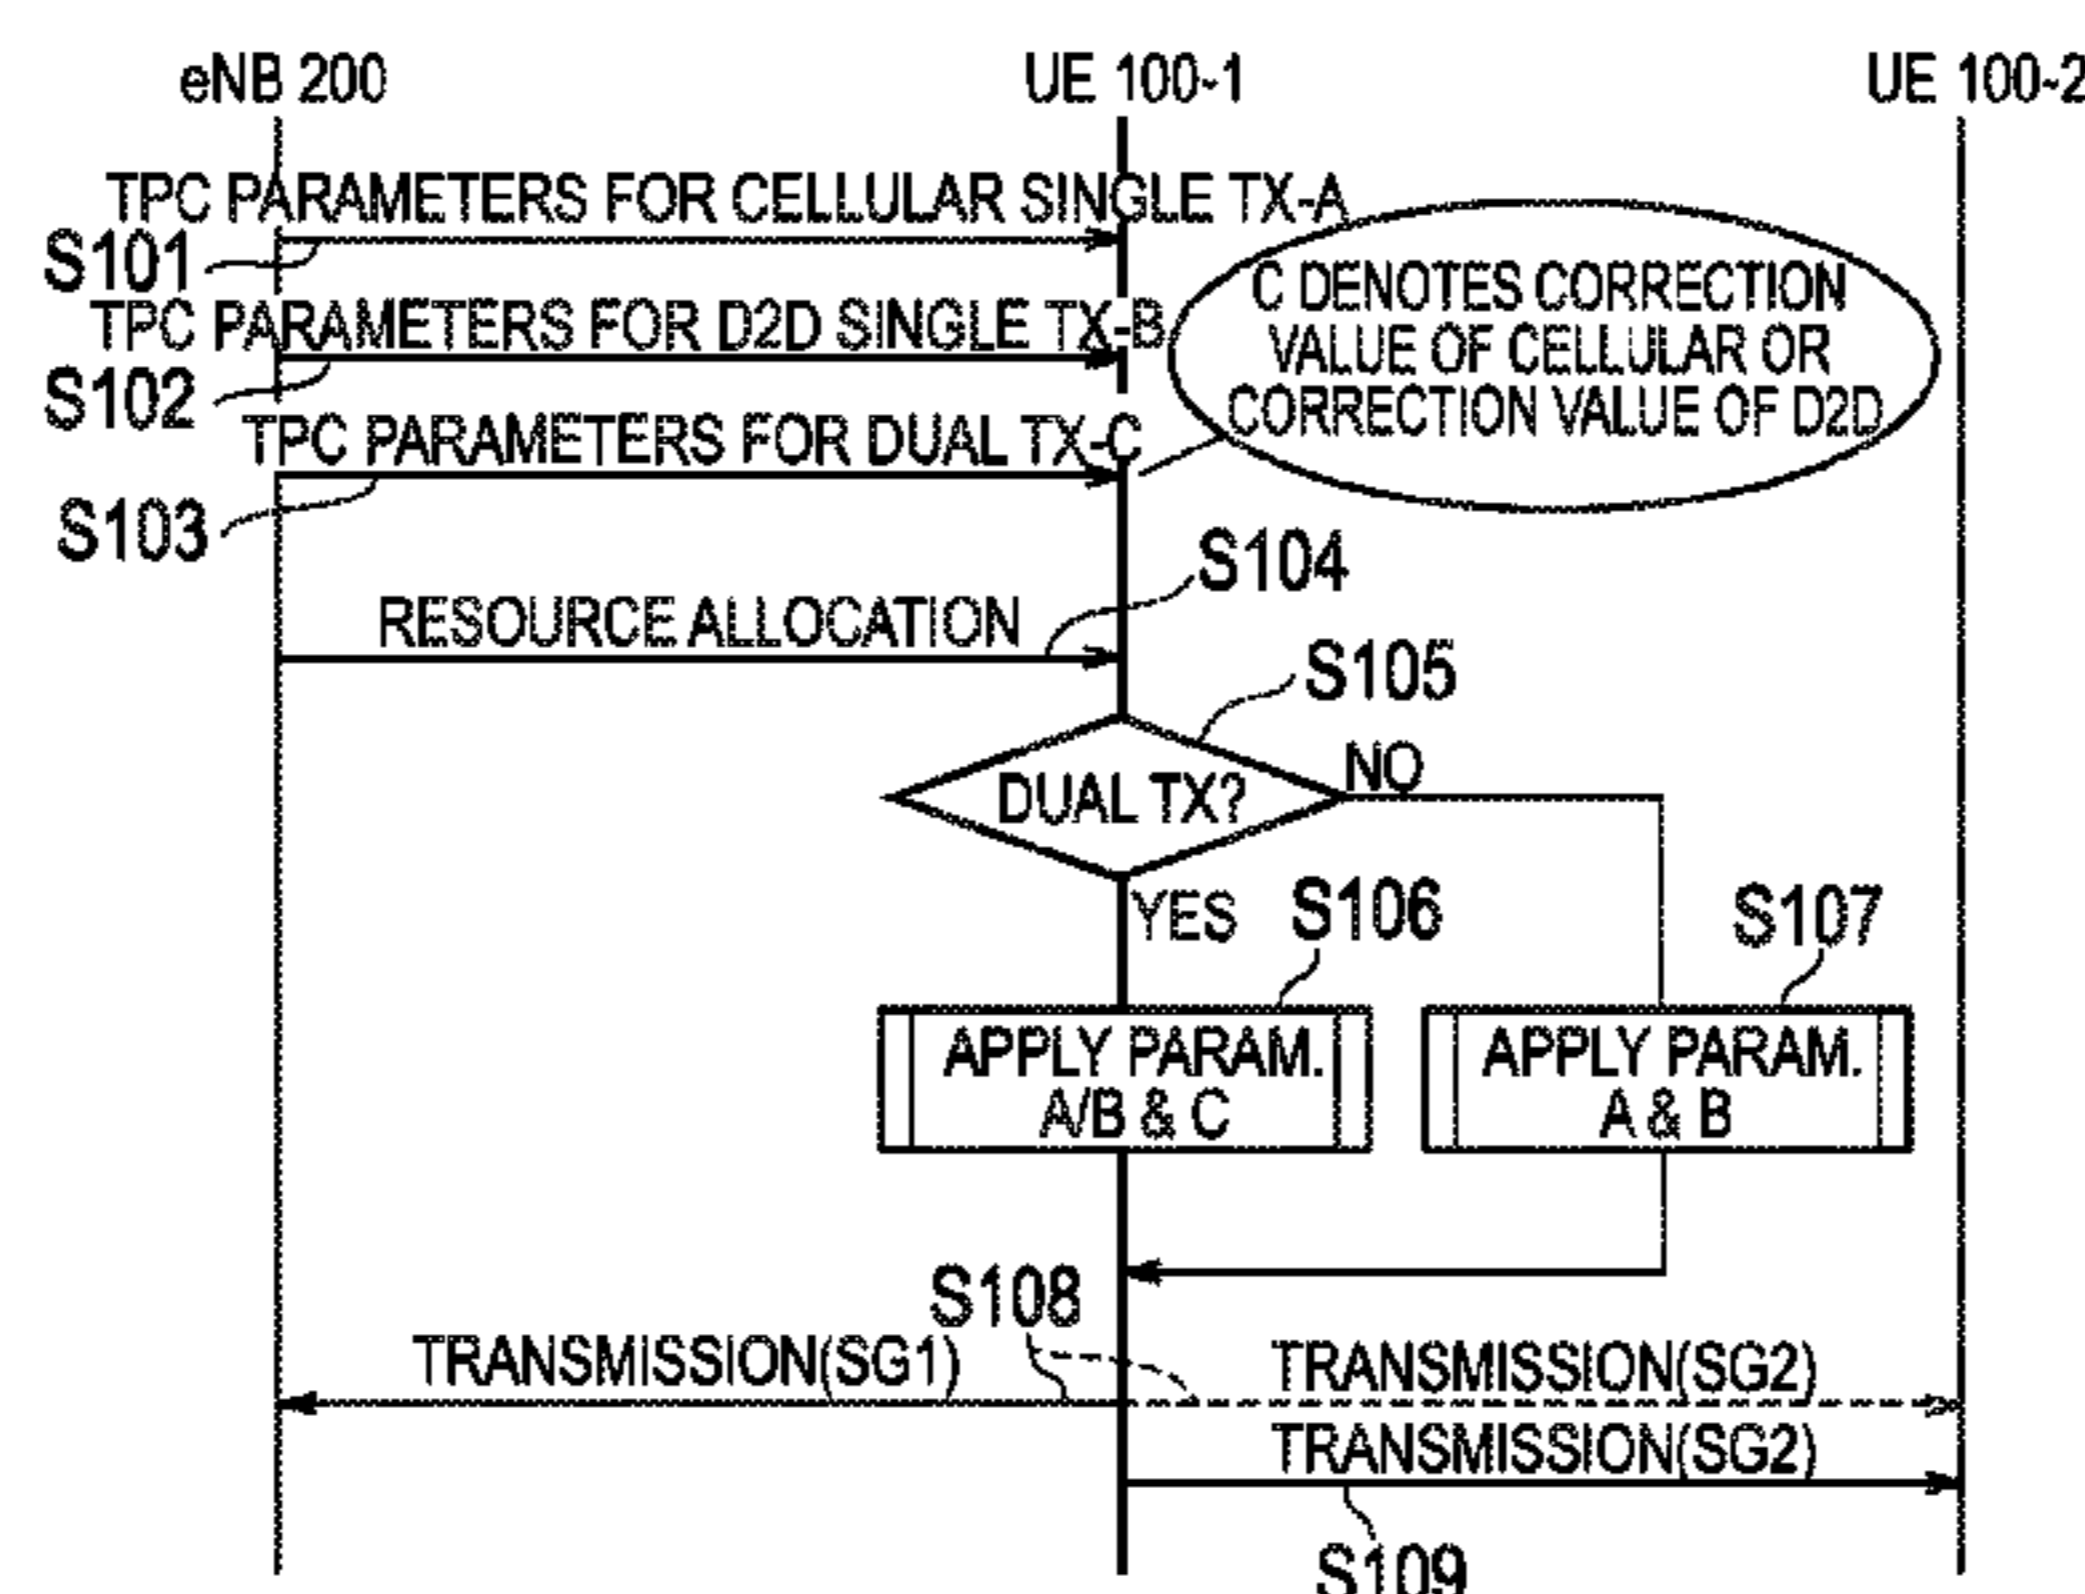 eNB 200
UE 100-1
UE 100-2
TPC PARAMETERS FOR CELLULAR SINGLE TX-A
S101
TPC PARAMETERS FOR D2D SINGLE TX-B
S102
TPC PARAMETERS FOR DUAL TX-C
S103
C DENOTES CORRECTION
VALUE OF CELLULAR OR
CORRECTION VALUE OF D2D
S104
RESOURCE ALLOCATION
S105
DUAL TX?
NO
YES
S106
S107
APPLY PARAM.
A/B & C
APPLY PARAM.
A & B
S108
TRANSMISSION(SG1)
TRANSMISSION(SG2)
TRANSMISSION(SG2)
S109